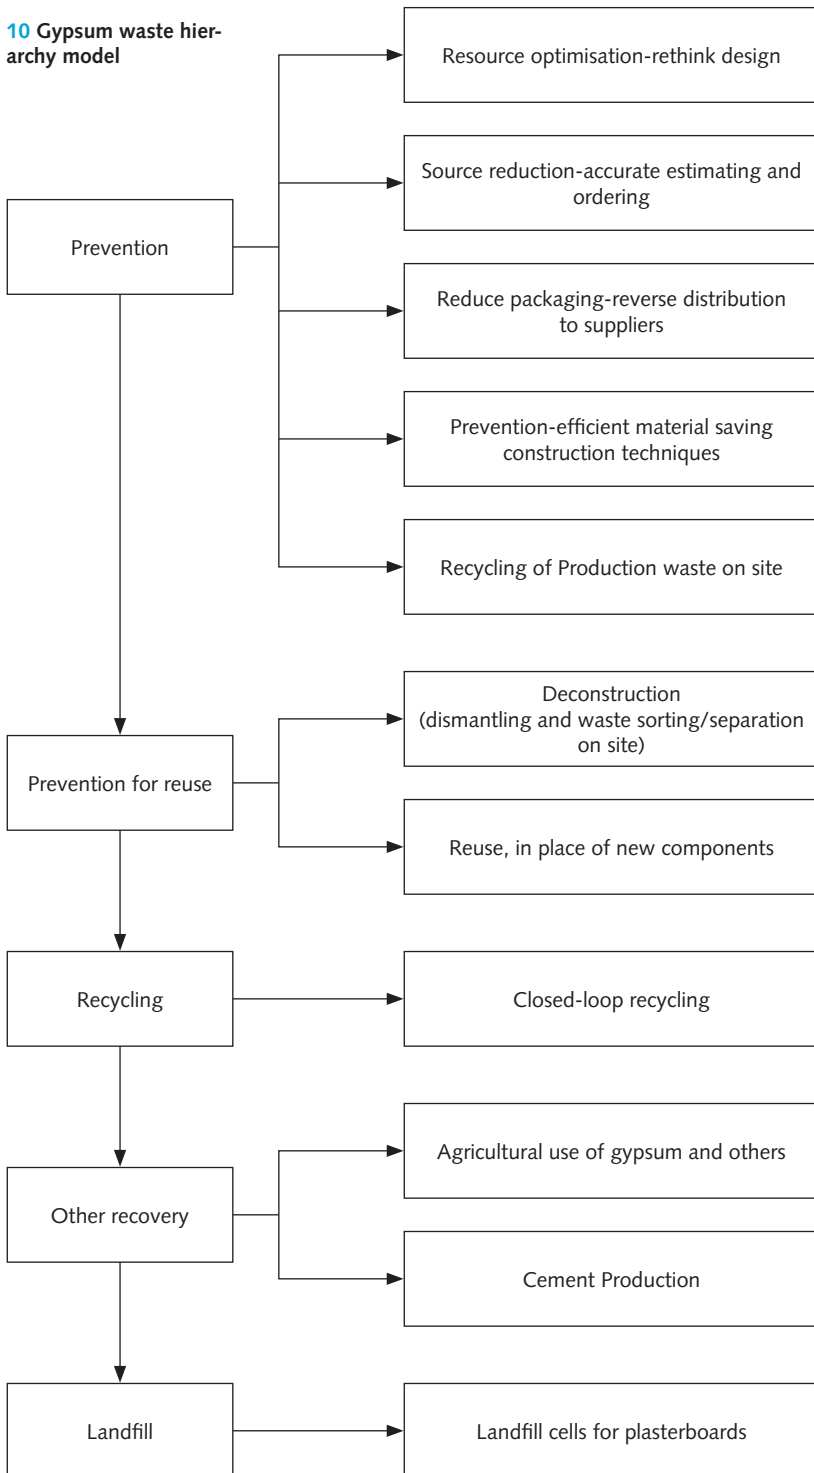 10 Gypsum waste hier-
archy model
Resource optimisation-rethink design
Source reduction-accurate estimating and
ordering
Prevention
Reduce packaging-reverse distribution
to suppliers
Prevention-efficient material saving
construction techniques
Recycling of Production waste on site
Deconstruction
(dismantling and waste sorting/separation
on site)
Prevention for reuse
Reuse, in place of new components
Recycling
Closed-loop recycling
Agricultural use of gypsum and others
Other recovery
Cement Production
Landfill
Landfill cells for plasterboards